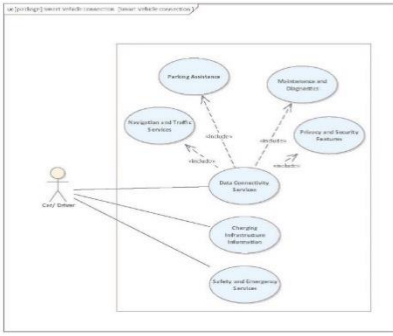 uc [package] Smart vehicle connection [Smart vehicle connection]
Parking Assistance
Maintenance and
Diagnostics
Navigation and Traffic
Services
Privacy and Security
Features
«include»
«include»
«include»
«include»
Data Connectivity
Services
Car/ Driver
Charging
Infrastructure
Information
Safety and Emergency
Services